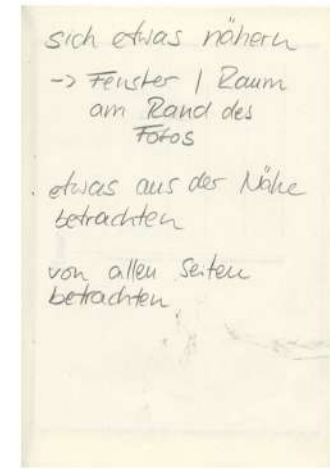 sich etwas nähern
-> Fenster / Raum
am Rand des
Fotos
etwas aus der Nähe
betrachten
von allen Seiten
betrachten